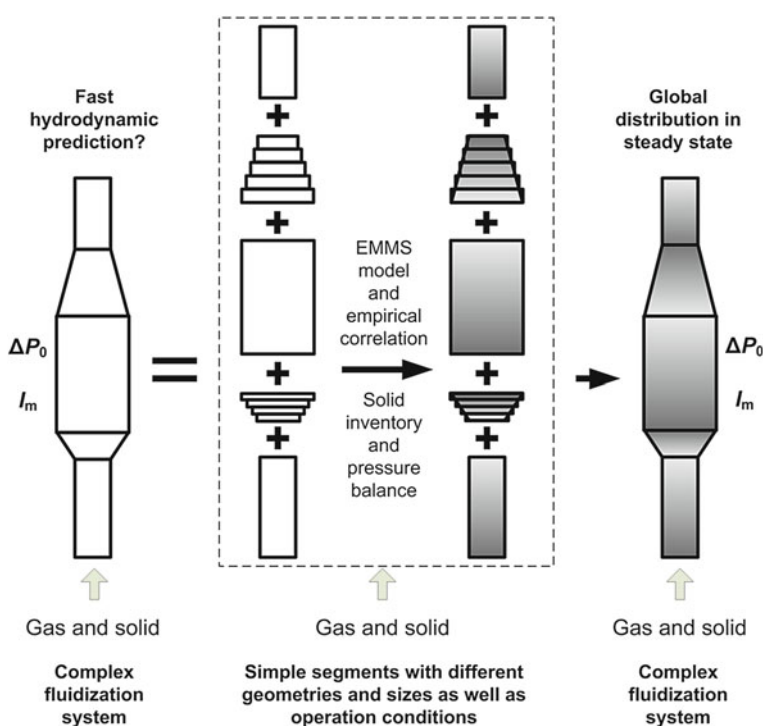 Fast
hydrodynamic
prediction?
ΔP₀
Iₘ
=
Gas and solid
Complex
fluidization
system
+
+
+
+
EMMS
model
and
empirical
correlation
Solid
inventory
and
pressure
balance
+
+
+
+
Gas and solid
Simple segments with different
geometries and sizes as well as
operation conditions
Global
distribution in
steady state
ΔP₀
Iₘ
Gas and solid
Complex
fluidization
system